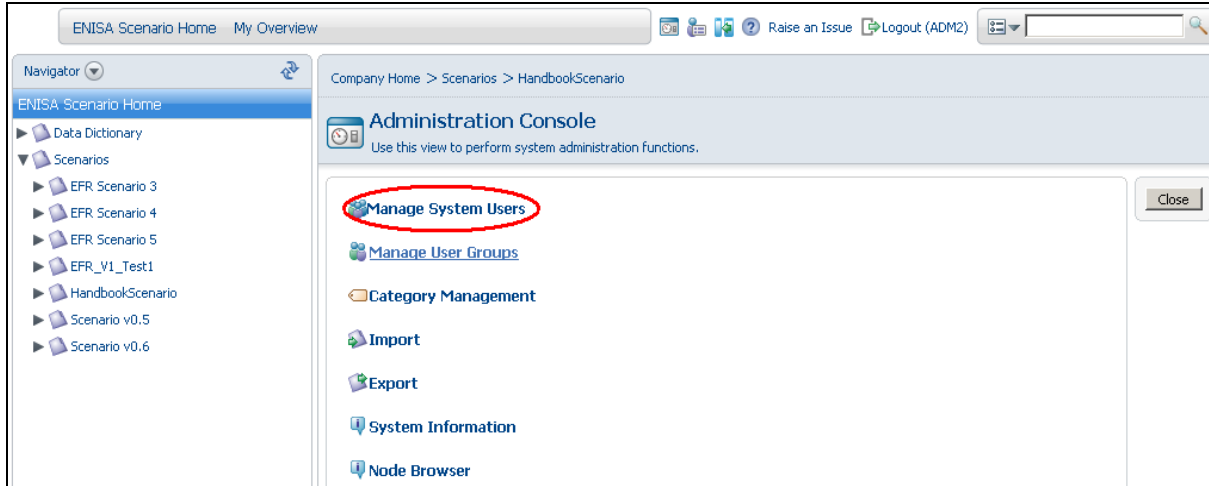 ENISA Scenario Home My Overview
Raise an Issue Logout (ADM2)
Navigator
ENISA Scenario Home
Data Dictionary
Scenarios
EFR Scenario 3
EFR Scenario 4
EFR Scenario 5
EFR_V1_Test1
HandbookScenario
Scenario v0.5
Scenario v0.6
Company Home > Scenarios > HandbookScenario
Administration Console
Use this view to perform system administration functions.
Manage System Users
Manage User Groups
Category Management
Import
Export
System Information
Node Browser
Close